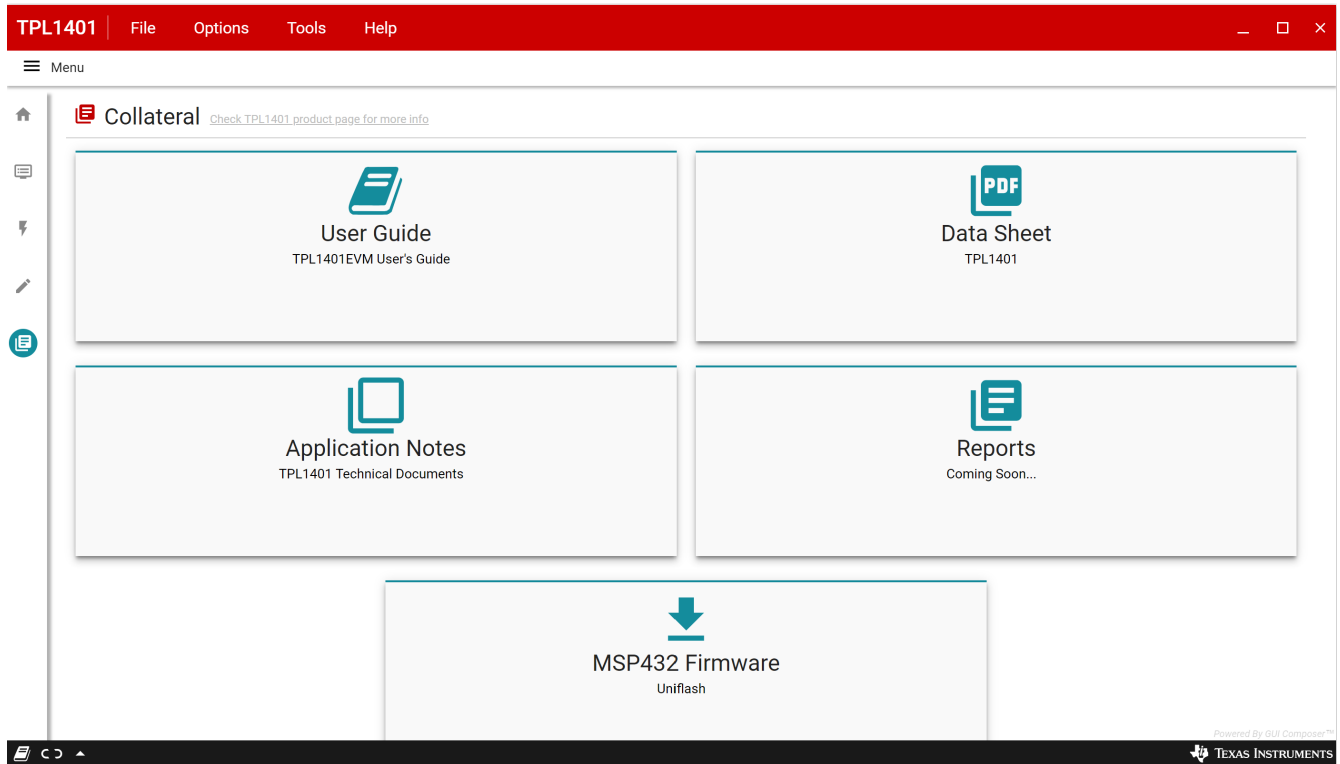 TPL1401 File Options Tools Help
Menu
Collateral Check TPL1401 product page for more info
PDF
User Guide
TPL1401EVM User's Guide
Data Sheet
TPL1401
Application Notes
TPL1401 Technical Documents
Reports
Coming Soon...
MSP432 Firmware
Uniflash
Powered By GUI Composer™
TEXAS INSTRUMENTS